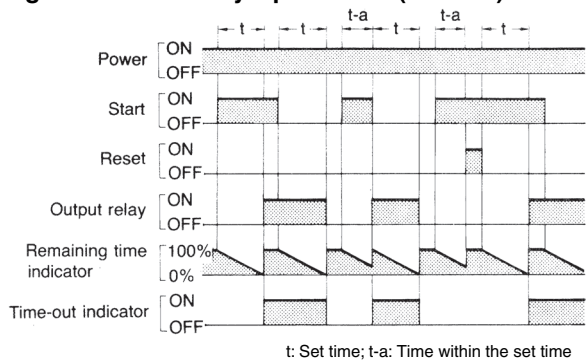 t t t-a t-a t
Power ON
OFF
Start ON
OFF
Reset ON
OFF
Output relay ON
OFF
Remaining time
indicator 100%
0%
Time-out indicator ON
OFF
t: Set time; t-a: Time within the set time